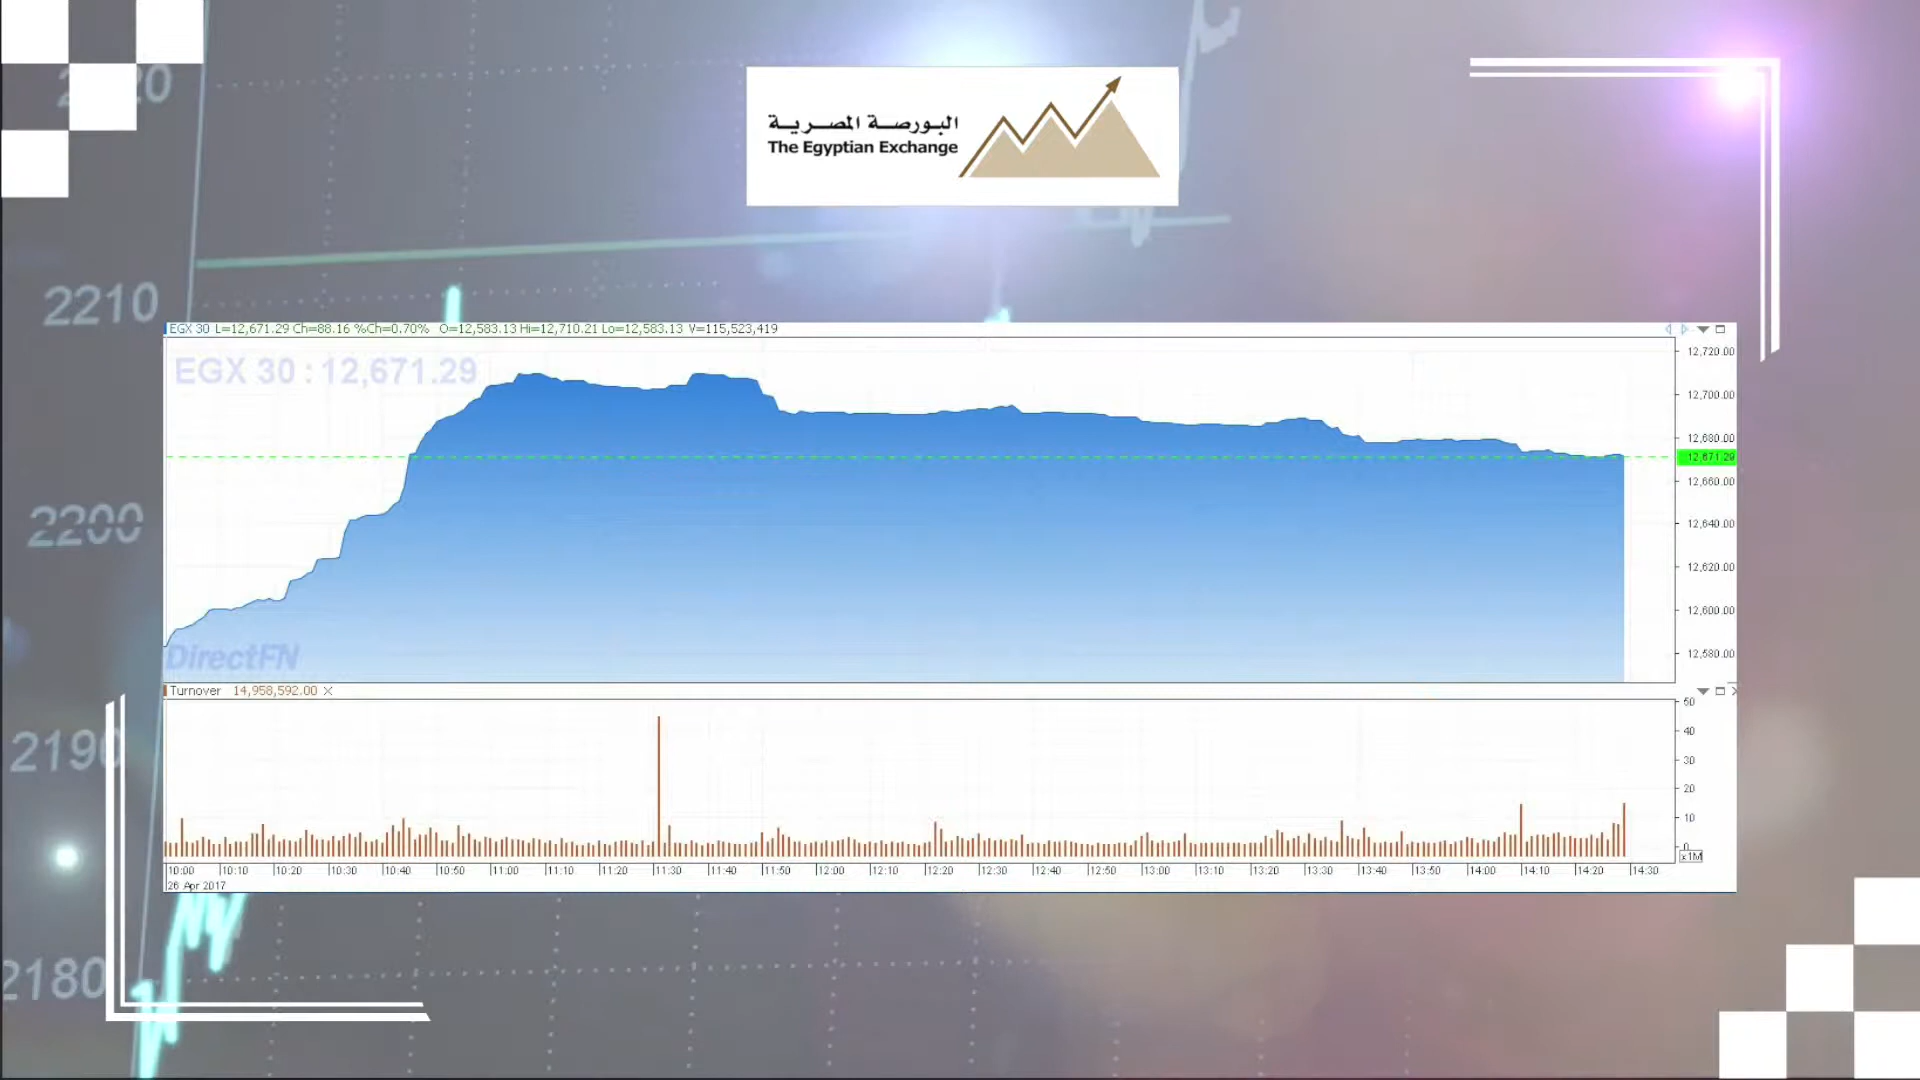 البورصة المصرية
The Egyptian Exchange
EGX 30 L=12,671.29 Ch=88.16 %Ch=0.70% O=12,583.13 Hi=12,710.21 Lo=12,583.13 V=115,523,419
EGX 30 : 12,671.29
12,720.00
12,700.00
12,680.00
12,671.29
12,660.00
12,640.00
12,620.00
12,600.00
12,580.00
DirectFN
Turnover 14,958,592.00
50
40
30
20
10
0
x1M
10:00 10:10 10:20 10:30 10:40 10:50 11:00 11:10 11:20 11:30 11:40 11:50 12:00 12:10 12:20 12:30 12:40 12:50 13:00 13:10 13:20 13:30 13:40 13:50 14:00 14:10 14:20 14:30
26 Apr 2017
2210
2200
2190
2180